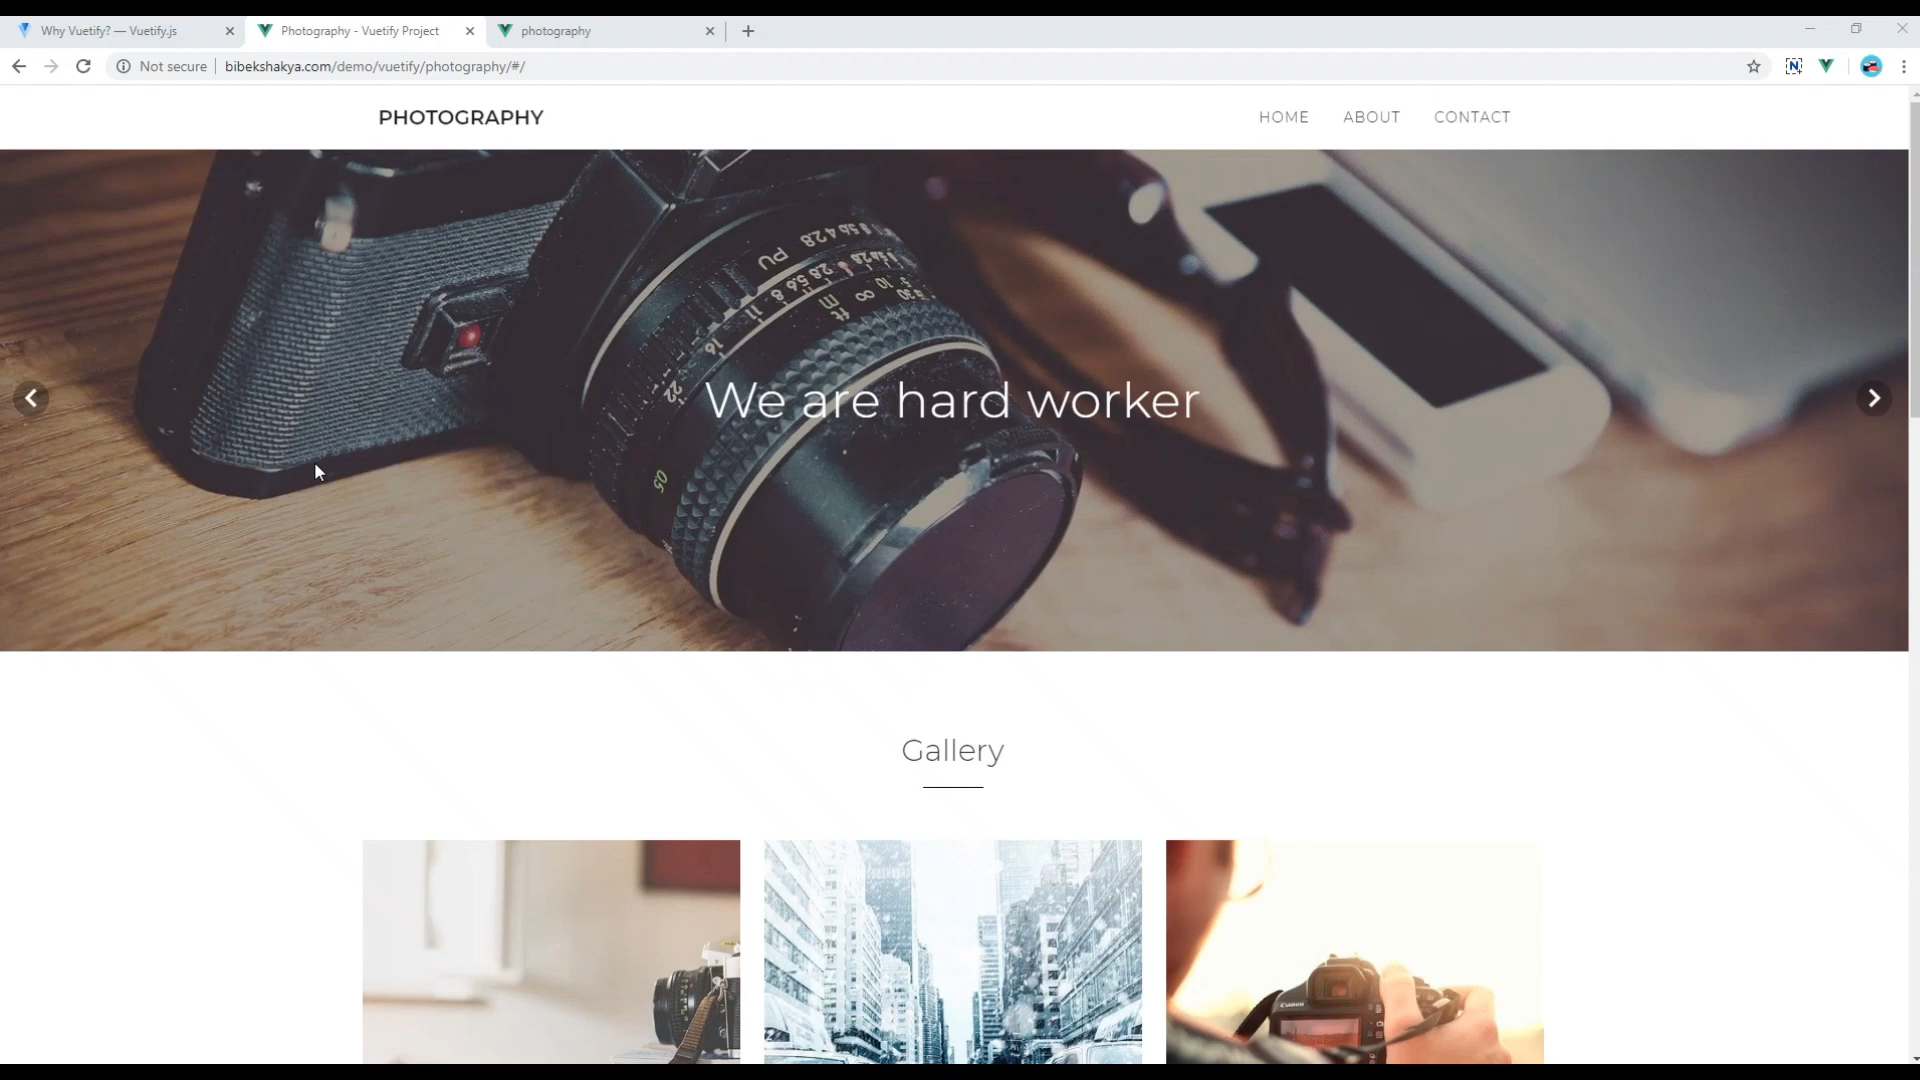 Why Vuetify? — Vuetify.js
Photography - Vuetify Project
photography
Not secure
bibekshakya.com/demo/vuetify/photography/#/
PHOTOGRAPHY
HOME
ABOUT
CONTACT
We are hard worker
Gallery
Canon